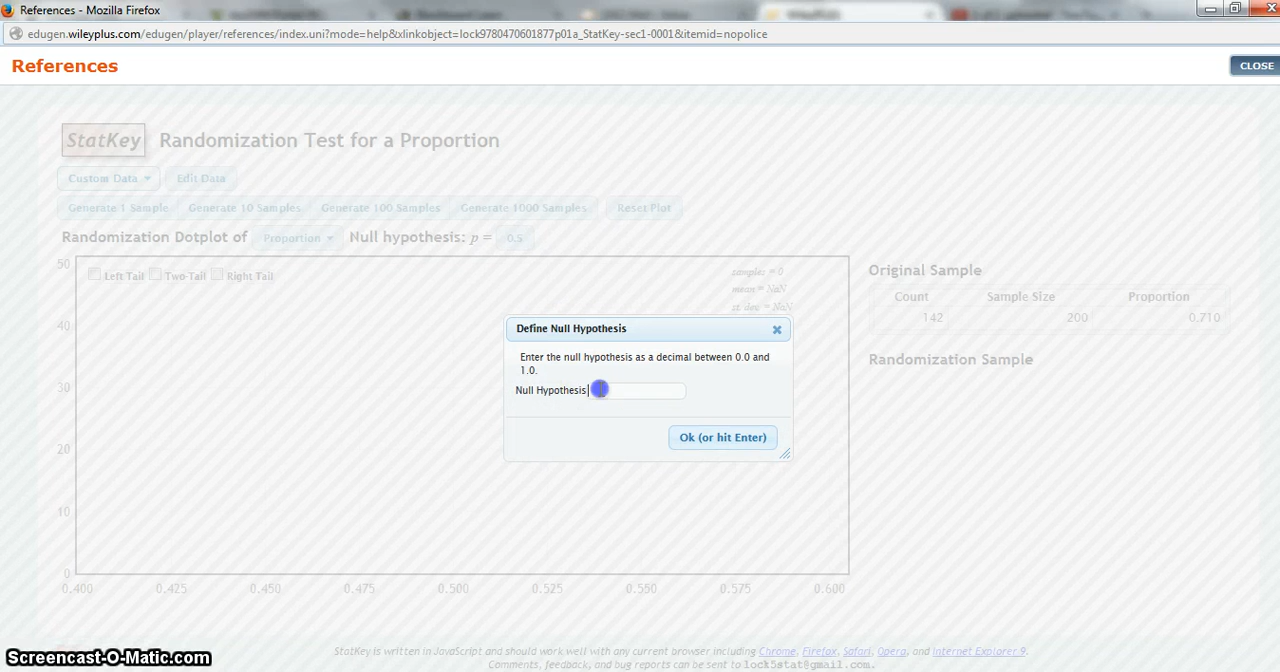 References - Mozilla Firefox
edugen.wileyplus.com/edugen/player/references/index.uni?mode=help&xlinkobject=lock9780470601877p01a_StatKey-sec1-0001&itemid=nopolice
References
CLOSE
StatKey Randomization Test for a Proportion
Custom Data Edit Data
Generate 1 Sample Generate 10 Samples Generate 100 Samples Generate 1000 Samples Reset Plot
Randomization Dotplot of Proportion Null hypothesis: p = 0.5
50
Left Tail Two-Tail Right Tail
samples = 0
mean = NaN
st. dev. = NaN
40
30
20
10
0
0.400 0.425 0.450 0.475 0.500 0.525 0.550 0.575 0.600
Original Sample
Count Sample Size Proportion
142 200 0.710
Randomization Sample
Define Null Hypothesis
Enter the null hypothesis as a decimal between 0.0 and
1.0.
Null Hypothesis
Ok (or hit Enter)
StatKey is written in JavaScript and should work well with any current browser including Chrome, Firefox, Safari, Opera, and Internet Explorer 9.
Comments, feedback, and bug reports can be sent to lock5stat@gmail.com.
Screencast-O-Matic.com